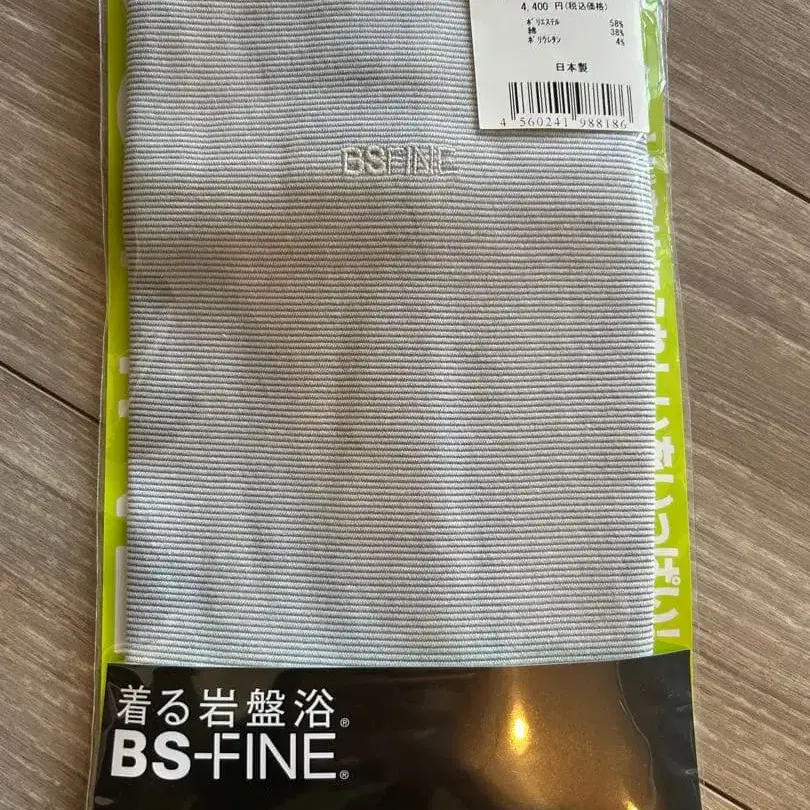 4,400 円(税込価格)
ﾎﾟﾘｴｽﾃﾙ 58%
綿 38%
ﾎﾟﾘｳﾚﾀﾝ 4%
日本製
4 560241 988186
BSFINE
着る岩盤浴®
BS-FINE®